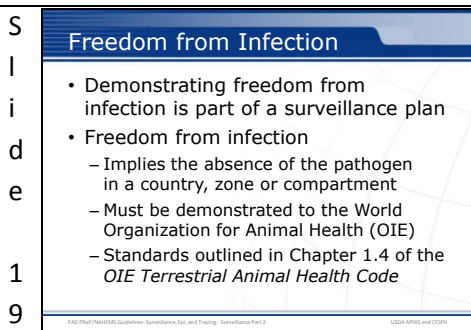 S
l
i
d
e
1
9
Freedom from Infection
• Demonstrating freedom from
infection is part of a surveillance plan
• Freedom from infection
– Implies the absence of the pathogen
in a country, zone or compartment
– Must be demonstrated to the World
Organization for Animal Health (OIE)
– Standards outlined in Chapter 1.4 of the
OIE Terrestrial Animal Health Code
FAD PReP/NAHEMS Guidelines: Surveillance, Epi, and Tracing - Surveillance Part 2 USDA APHIS and CFSPH